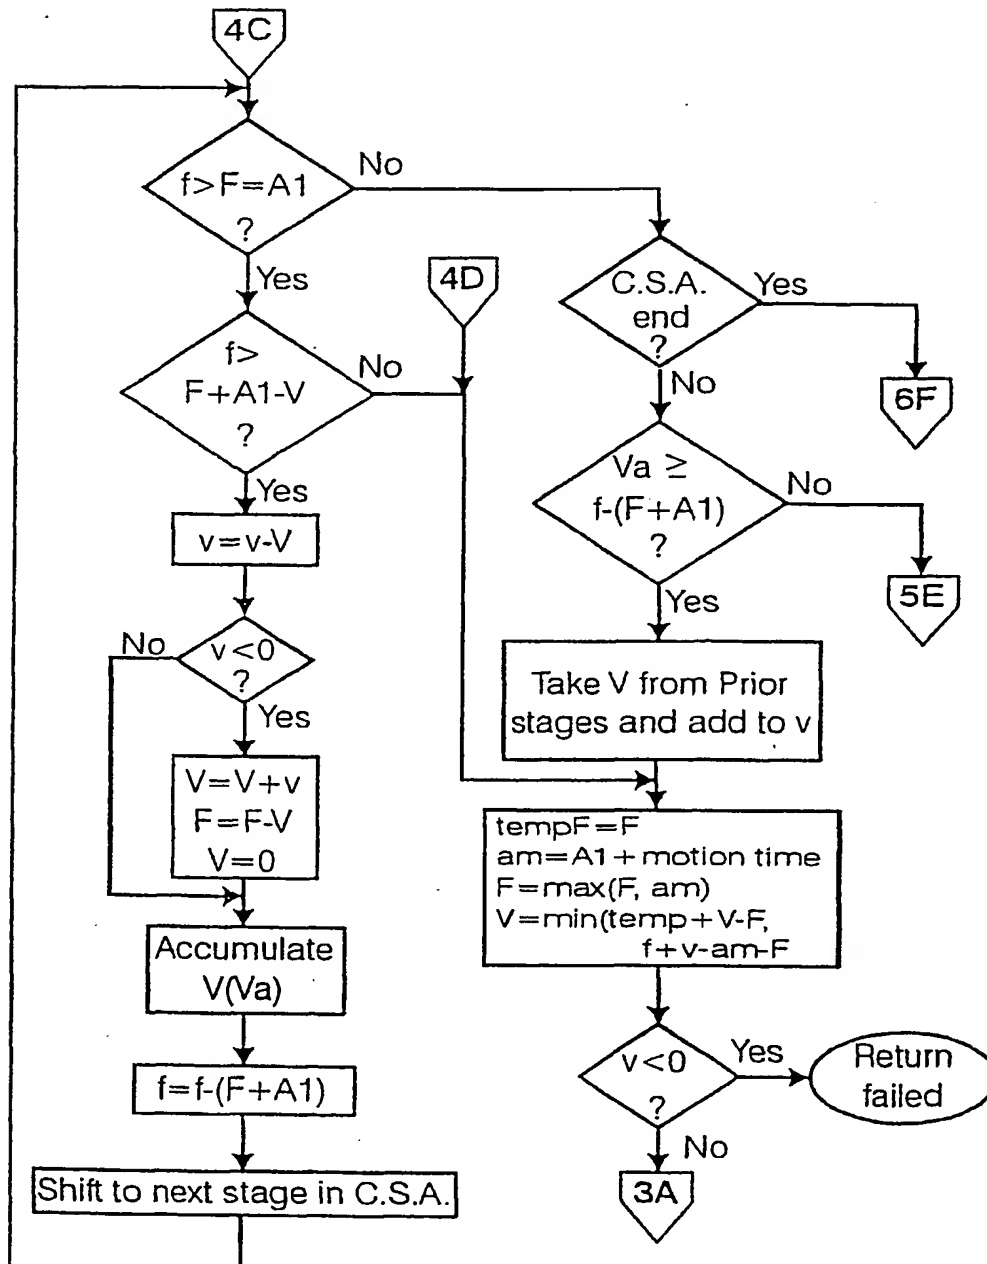 4C
f>F=A1
?
No
Yes
4D
C.S.A.
end
?
Yes
6F
No
f>
F+A1-V
?
No
Yes
Va ≥
f-(F+A1)
?
No
5E
Yes
v=v-V
v<0
?
No
Yes
Take V from Prior
stages and add to v
V=V+v
F=F-V
V=0
tempF=F
am=A1+motion time
F=max(F, am)
V=min(temp+V-F,
f+v-am-F
Accumulate
V(Va)
v<0
?
Yes
Return
failed
f=f-(F+A1)
No
3A
Shift to next stage in C.S.A.